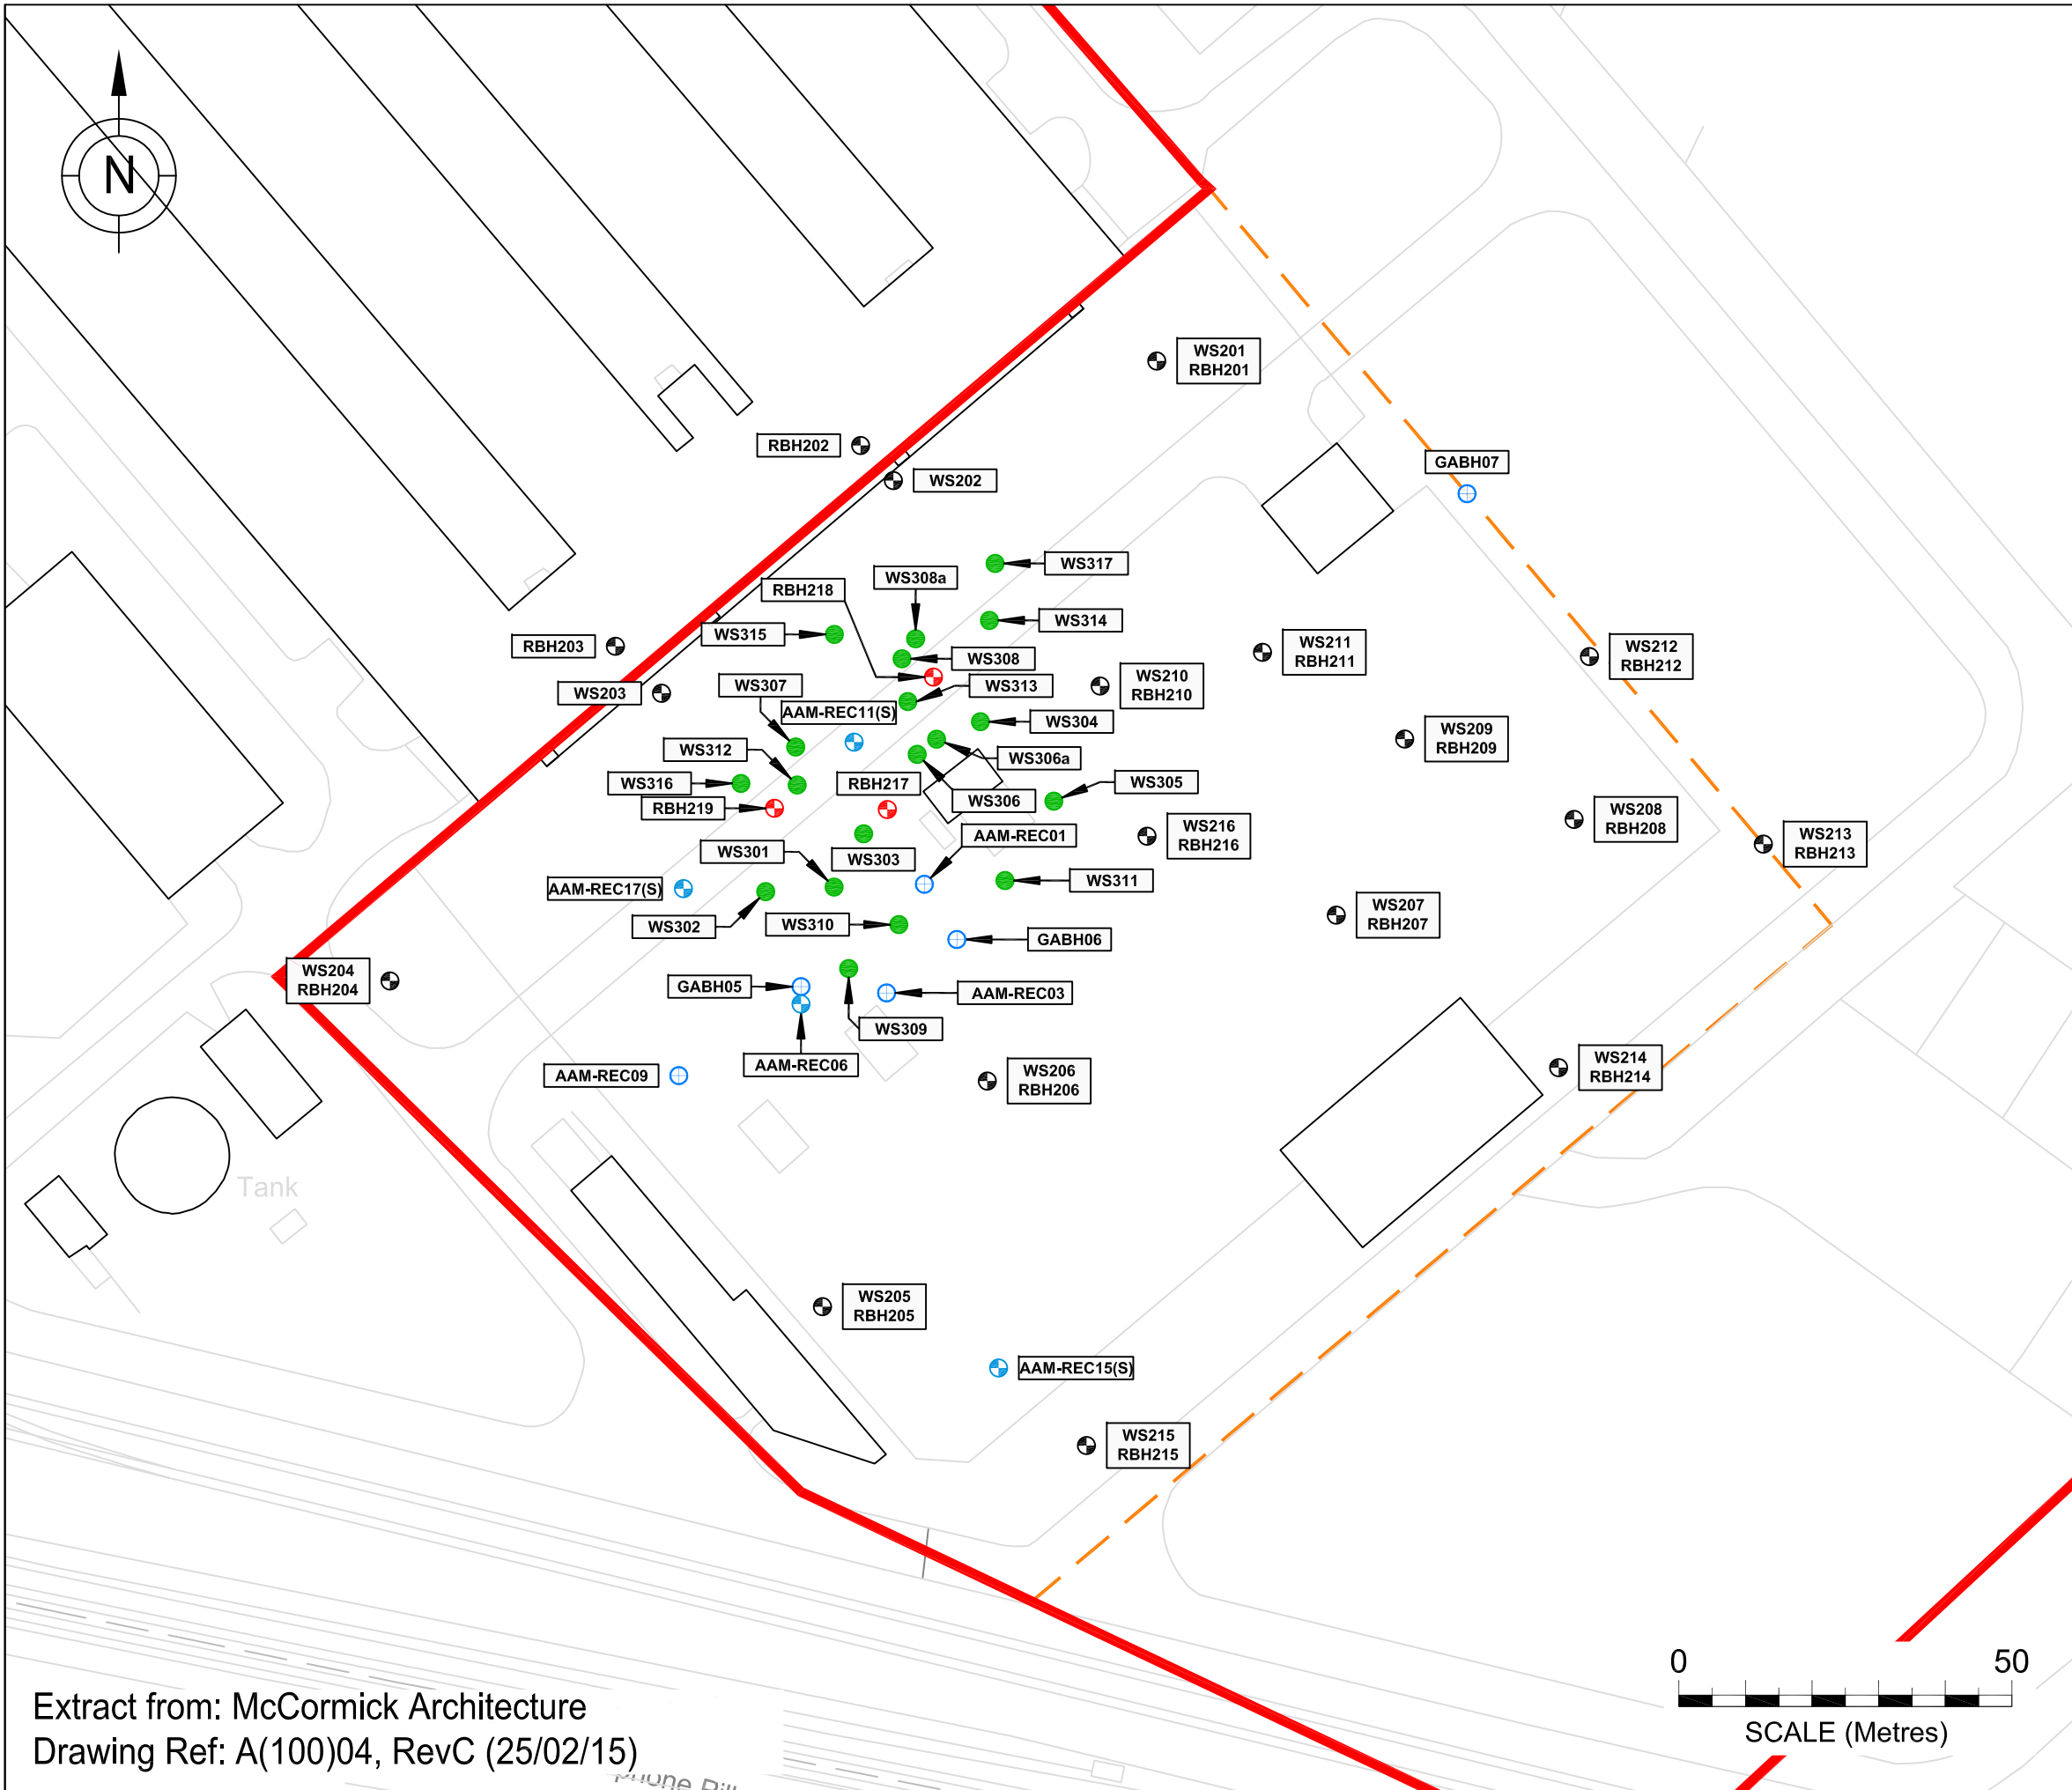 N
WS201
RBH201
RBH202
WS202
GABH07
WS317
WS308a
RBH218
WS314
WS315
RBH203
WS211
RBH211
WS212
RBH212
WS308
WS307
WS313
WS210
RBH210
WS203
AAM-REC11(S)
WS304
WS209
RBH209
WS312
WS306a
WS316
RBH217
WS305
RBH219
WS306
WS208
RBH208
WS216
RBH216
AAM-REC01
WS213
RBH213
WS301
WS303
AAM-REC17(S)
WS311
WS302
WS310
WS207
RBH207
GABH06
WS204
RBH204
GABH05
AAM-REC03
WS309
AAM-REC06
AAM-REC09
WS206
RBH206
WS214
RBH214
Tank
WS205
RBH205
AAM-REC15(S)
WS215
RBH215
0 50
SCALE (Metres)
Extract from: McCormick Architecture
Drawing Ref: A(100)04, RevC (25/02/15)